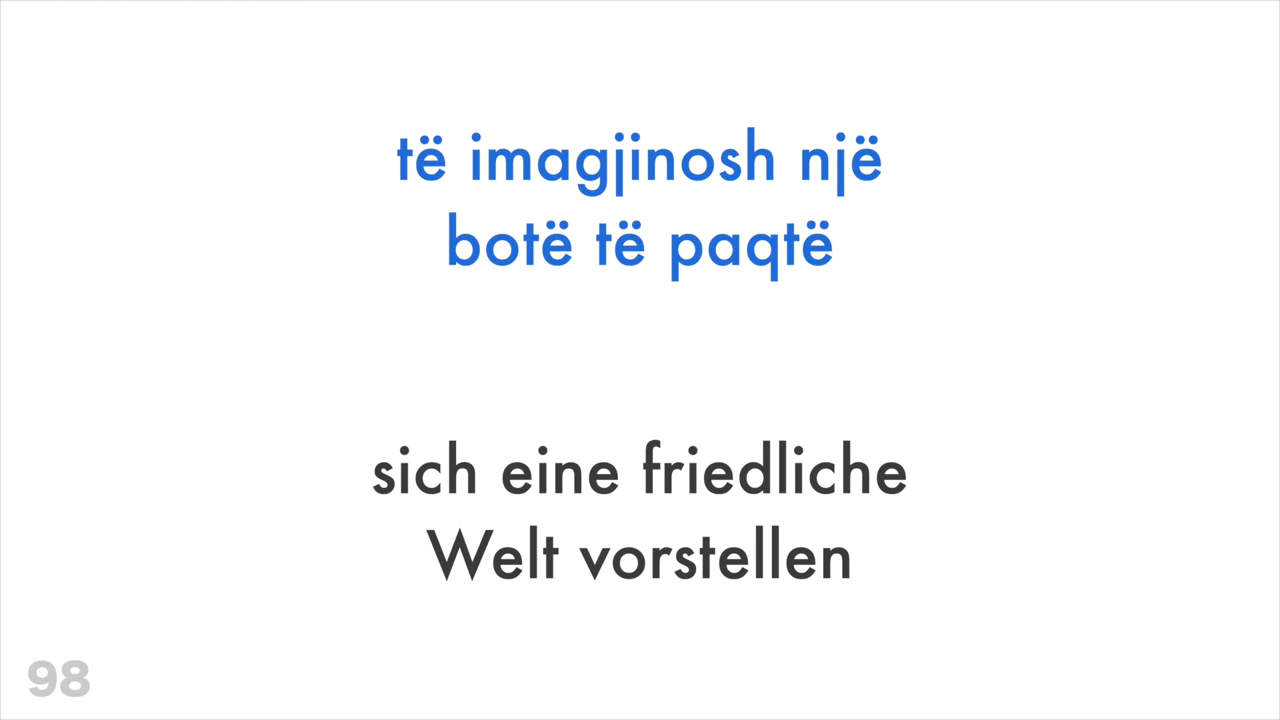 të imagjinosh një
botë të paqtë
sich eine friedliche
Welt vorstellen
98